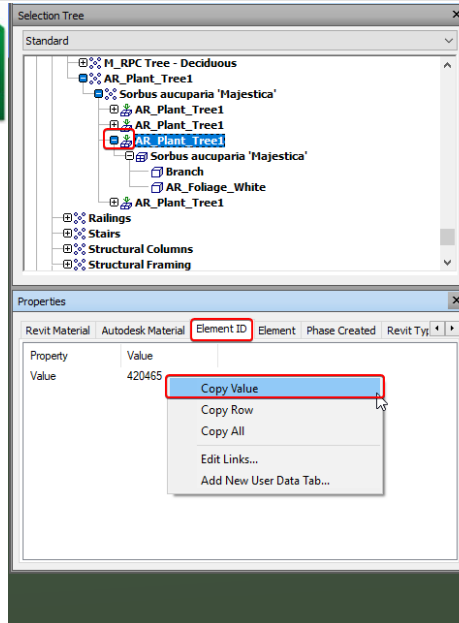 Selection Tree
Standard
M_RPC Tree - Deciduous
AR_Plant_Tree1
Sorbus aucuparia 'Majestica'
AR_Plant_Tree1
AR_Plant_Tree1
AR_Plant_Tree1
Sorbus aucuparia 'Majestica'
Branch
AR_Foliage_White
AR_Plant_Tree1
Railings
Stairs
Structural Columns
Structural Framing
Properties
Revit Material Autodesk Material Element ID Element Phase Created Revit Typ
Property Value
Value 420465
Copy Value
Copy Row
Copy All
Edit Links...
Add New User Data Tab...